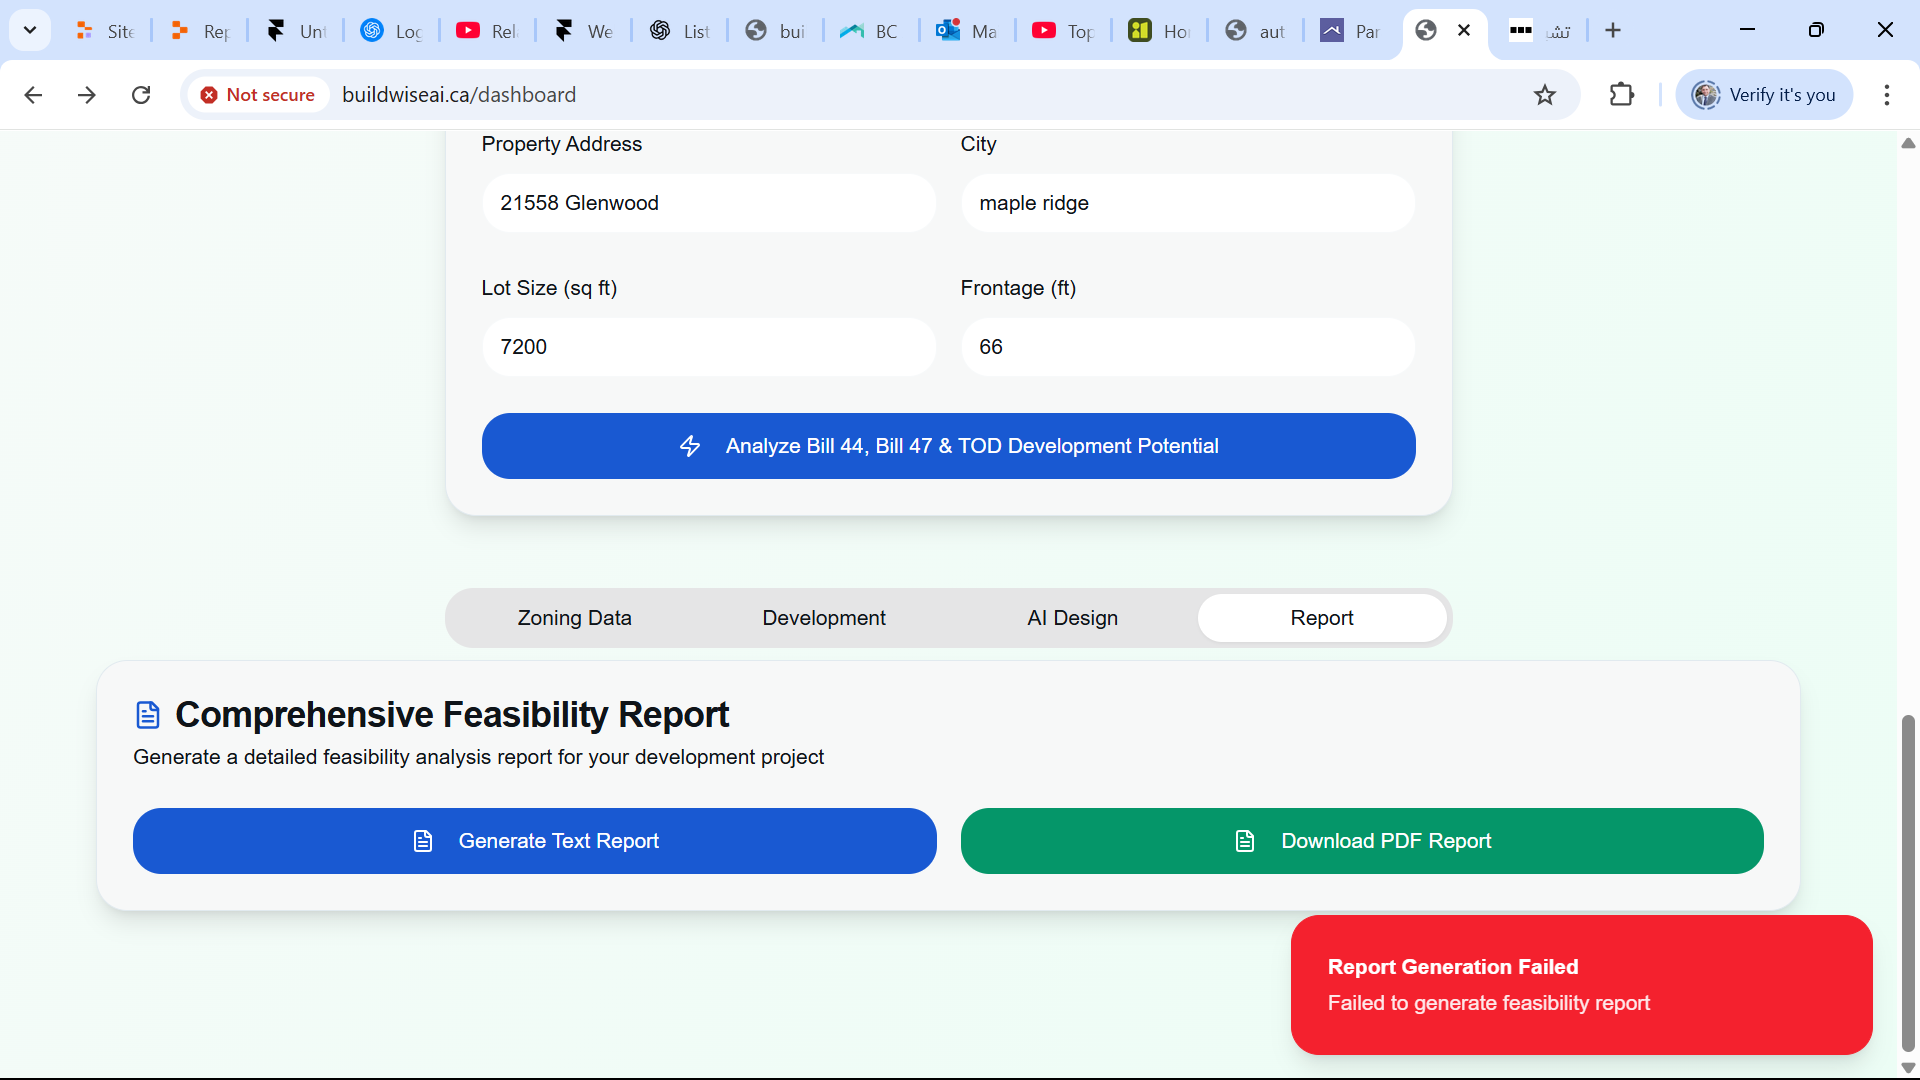 Site
Rep
Unt
Log
Rel
We
List
bui
BC
Ma
Top
Ho
aut
Par
تشـ
Not secure
buildwiseai.ca/dashboard
Verify it's you
Property Address
City
21558 Glenwood
maple ridge
Lot Size (sq ft)
Frontage (ft)
7200
66
Analyze Bill 44, Bill 47 & TOD Development Potential
Zoning Data
Development
AI Design
Report
Comprehensive Feasibility Report
Generate a detailed feasibility analysis report for your development project
Generate Text Report
Download PDF Report
Report Generation Failed
Failed to generate feasibility report